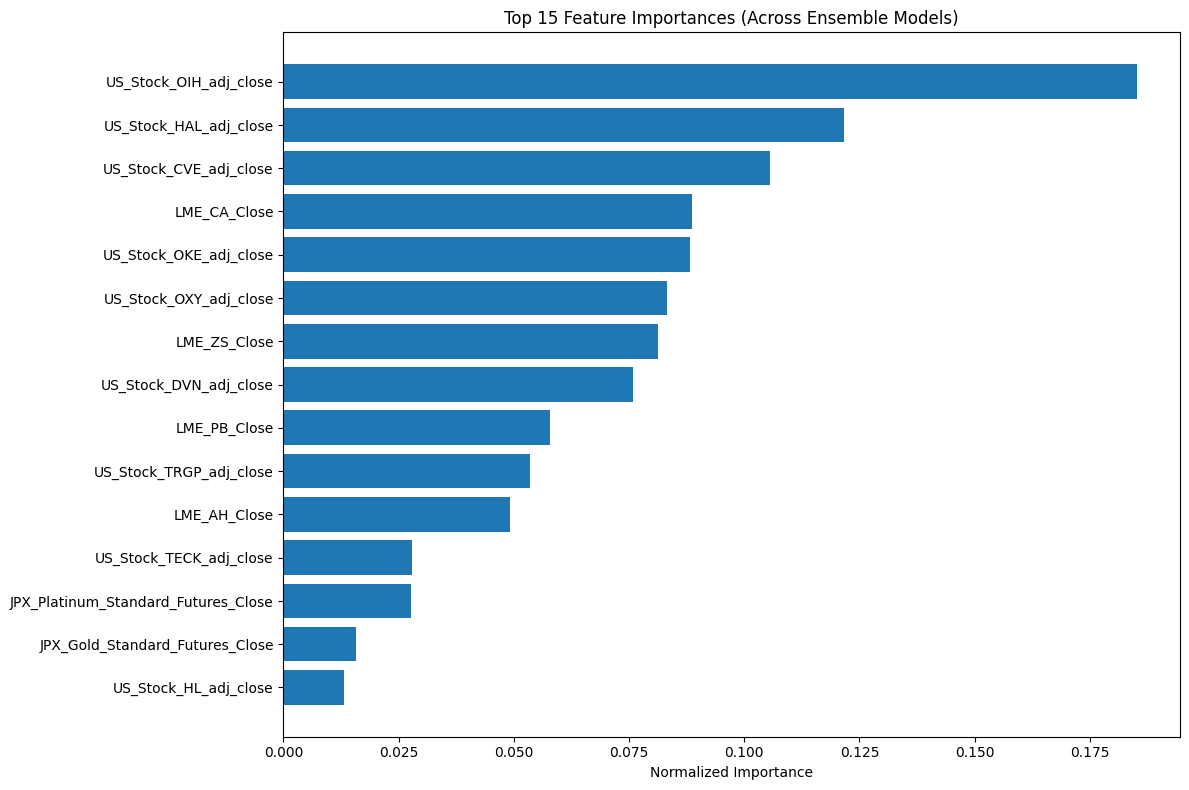 Top 15 Feature Importances (Across Ensemble Models)
US_Stock_OIH_adj_close
US_Stock_HAL_adj_close
US_Stock_CVE_adj_close
LME_CA_Close
US_Stock_OKE_adj_close
US_Stock_OXY_adj_close
LME_ZS_Close
US_Stock_DVN_adj_close
LME_PB_Close
US_Stock_TRGP_adj_close
LME_AH_Close
US_Stock_TECK_adj_close
JPX_Platinum_Standard_Futures_Close
JPX_Gold_Standard_Futures_Close
US_Stock_HL_adj_close
0.000 0.025 0.050 0.075 0.100 0.125 0.150 0.175
Normalized Importance